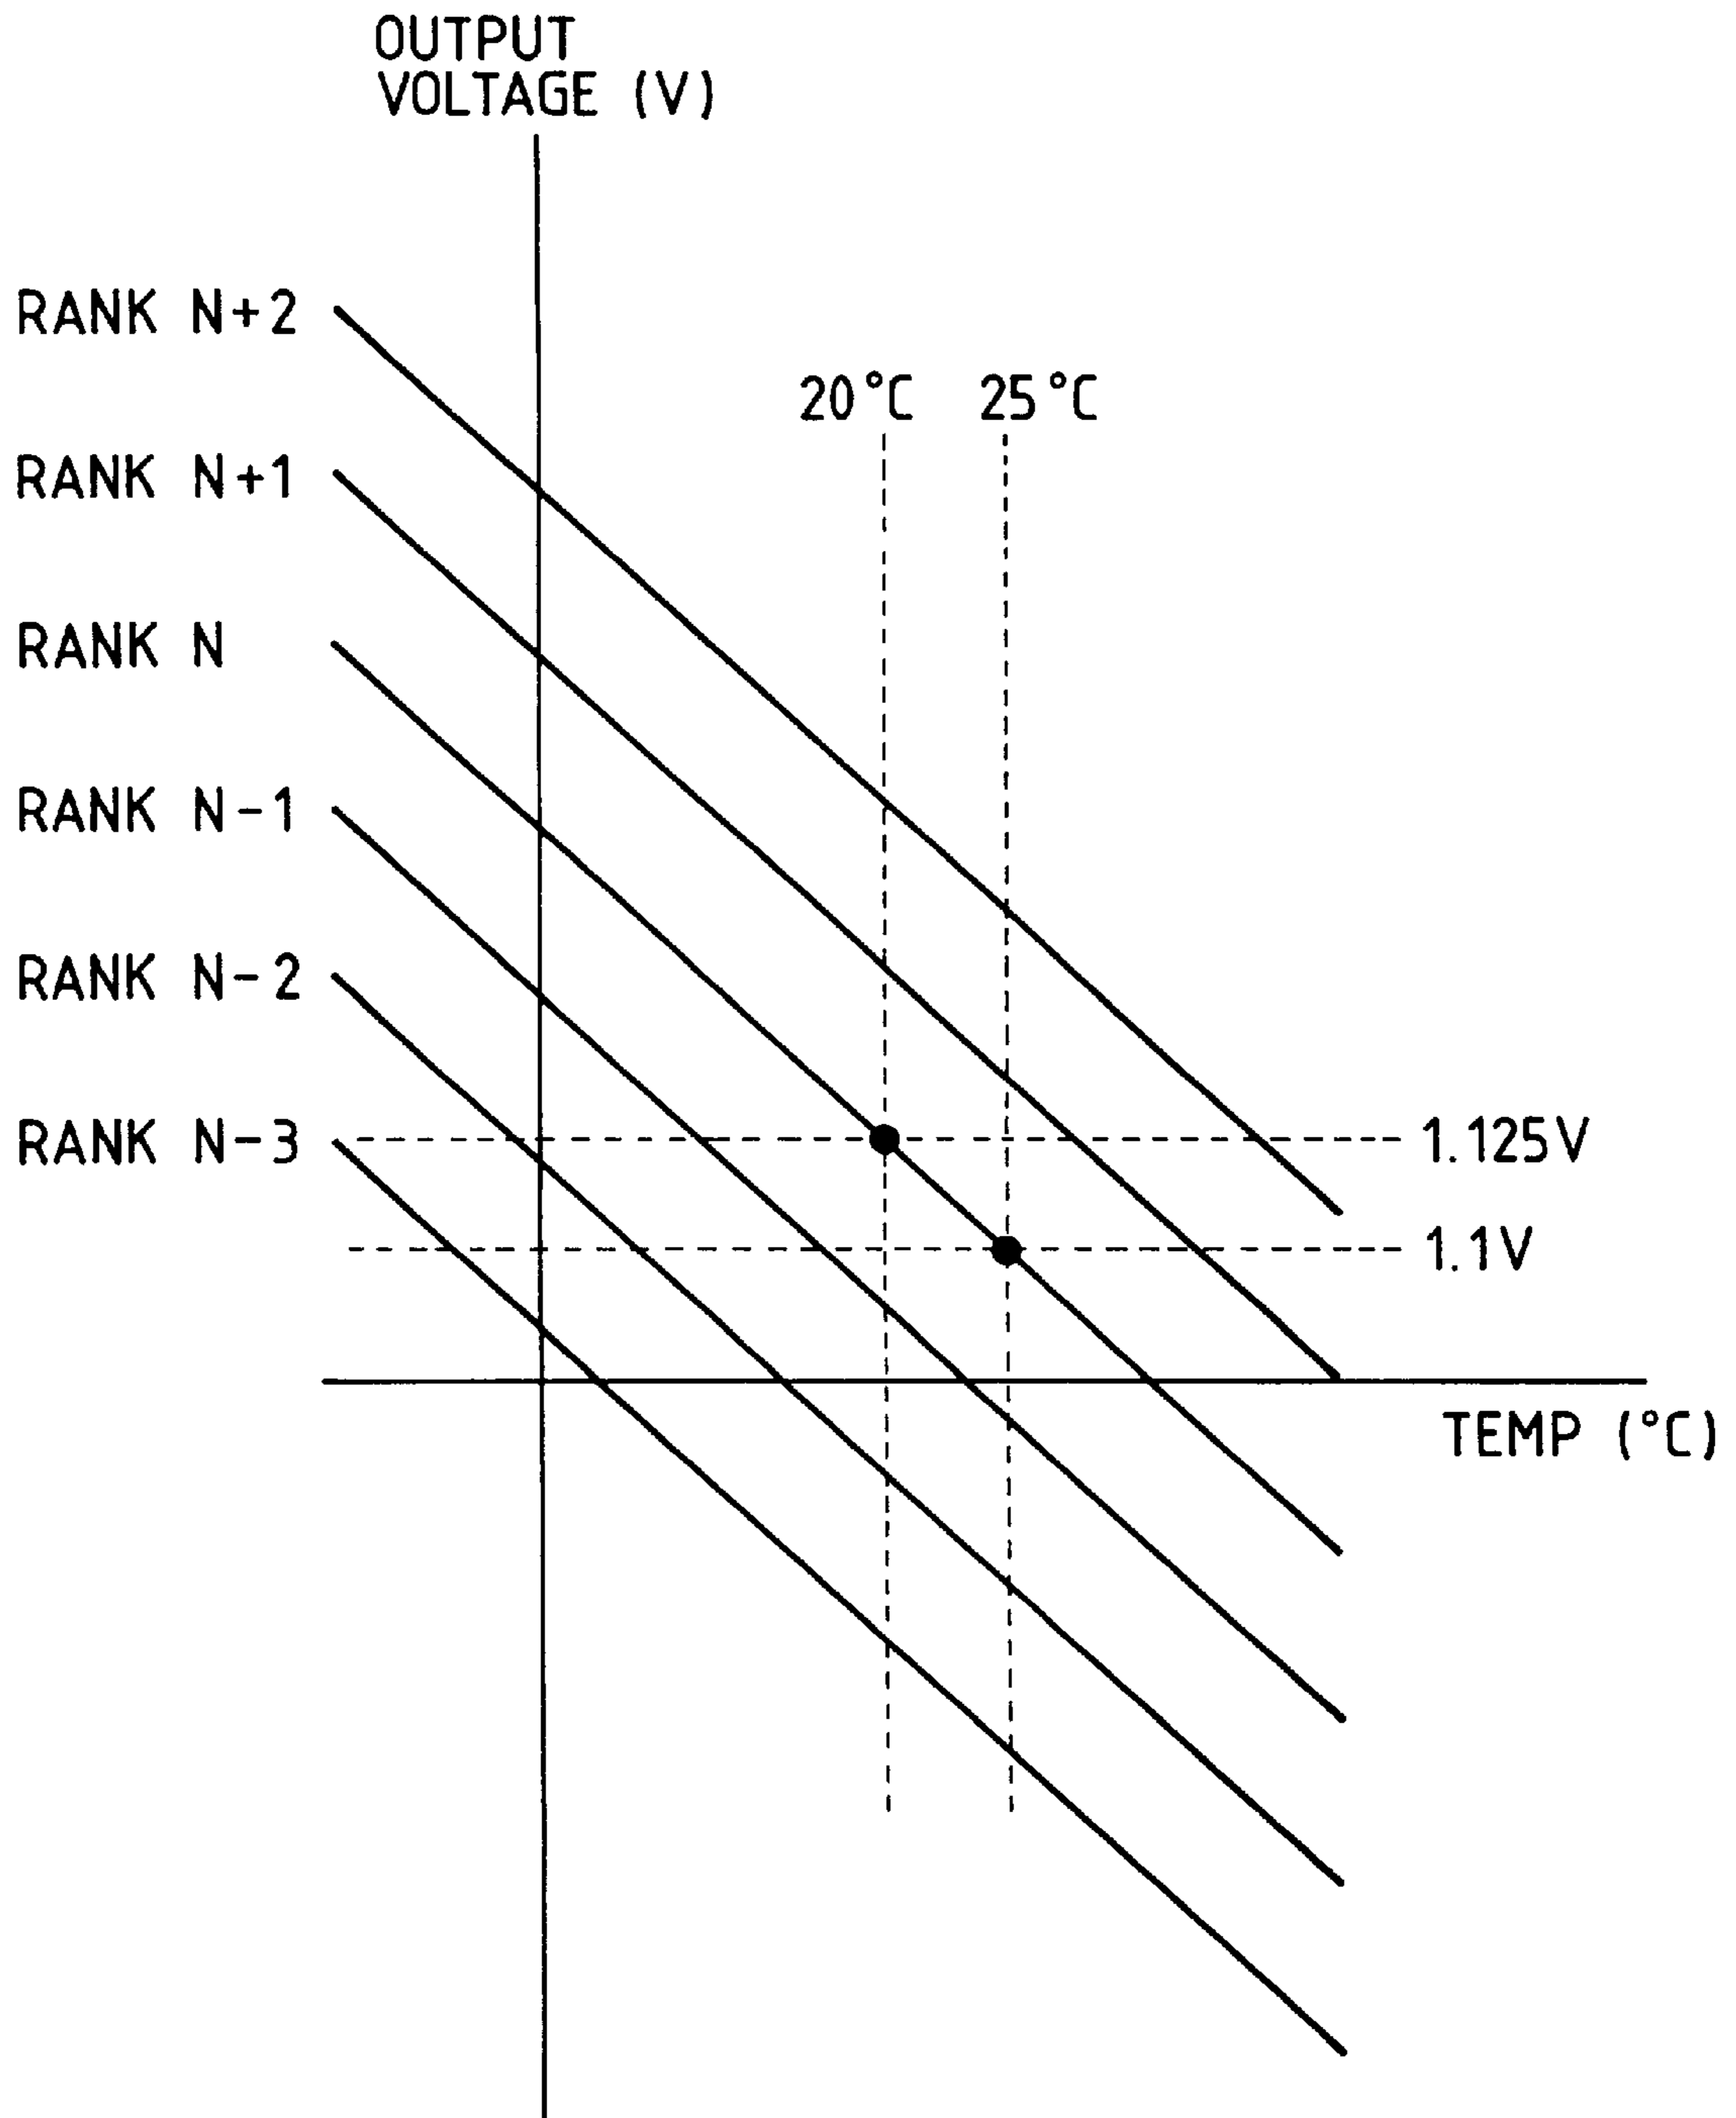 OUTPUT
VOLTAGE (V)
RANK N+2
20°C 25°C
RANK N+1
RANK N
RANK N-1
RANK N-2
RANK N-3
1.125V
1.1V
TEMP (°C)